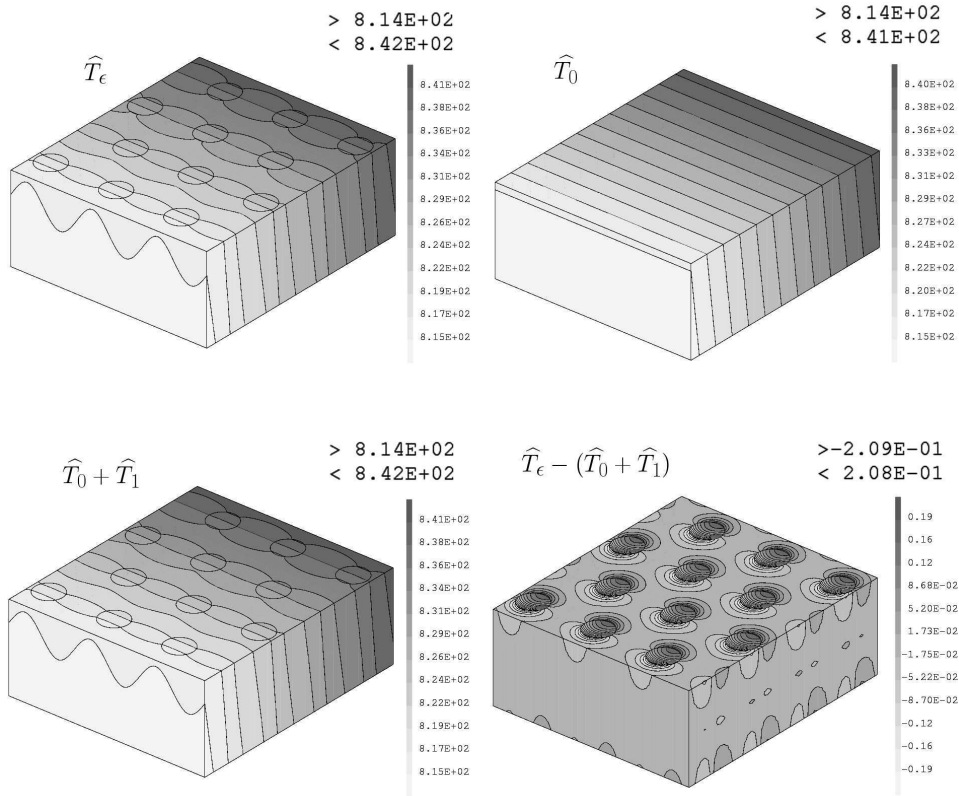 > 8.14E+02
< 8.42E+02
T̂ϵ
8.41E+02
8.38E+02
8.36E+02
8.34E+02
8.31E+02
8.29E+02
8.26E+02
8.24E+02
8.22E+02
8.19E+02
8.17E+02
8.15E+02
> 8.14E+02
< 8.41E+02
T̂0
8.40E+02
8.38E+02
8.36E+02
8.33E+02
8.31E+02
8.29E+02
8.27E+02
8.24E+02
8.22E+02
8.20E+02
8.17E+02
8.15E+02
> 8.14E+02
< 8.42E+02
T̂0 + T̂1
8.41E+02
8.38E+02
8.36E+02
8.34E+02
8.31E+02
8.29E+02
8.26E+02
8.24E+02
8.22E+02
8.19E+02
8.17E+02
8.15E+02
>-2.09E-01
< 2.08E-01
T̂ϵ − (T̂0 + T̂1)
0.19
0.16
0.12
8.68E-02
5.20E-02
1.73E-02
-1.75E-02
-5.22E-02
-8.70E-02
-0.12
-0.16
-0.19